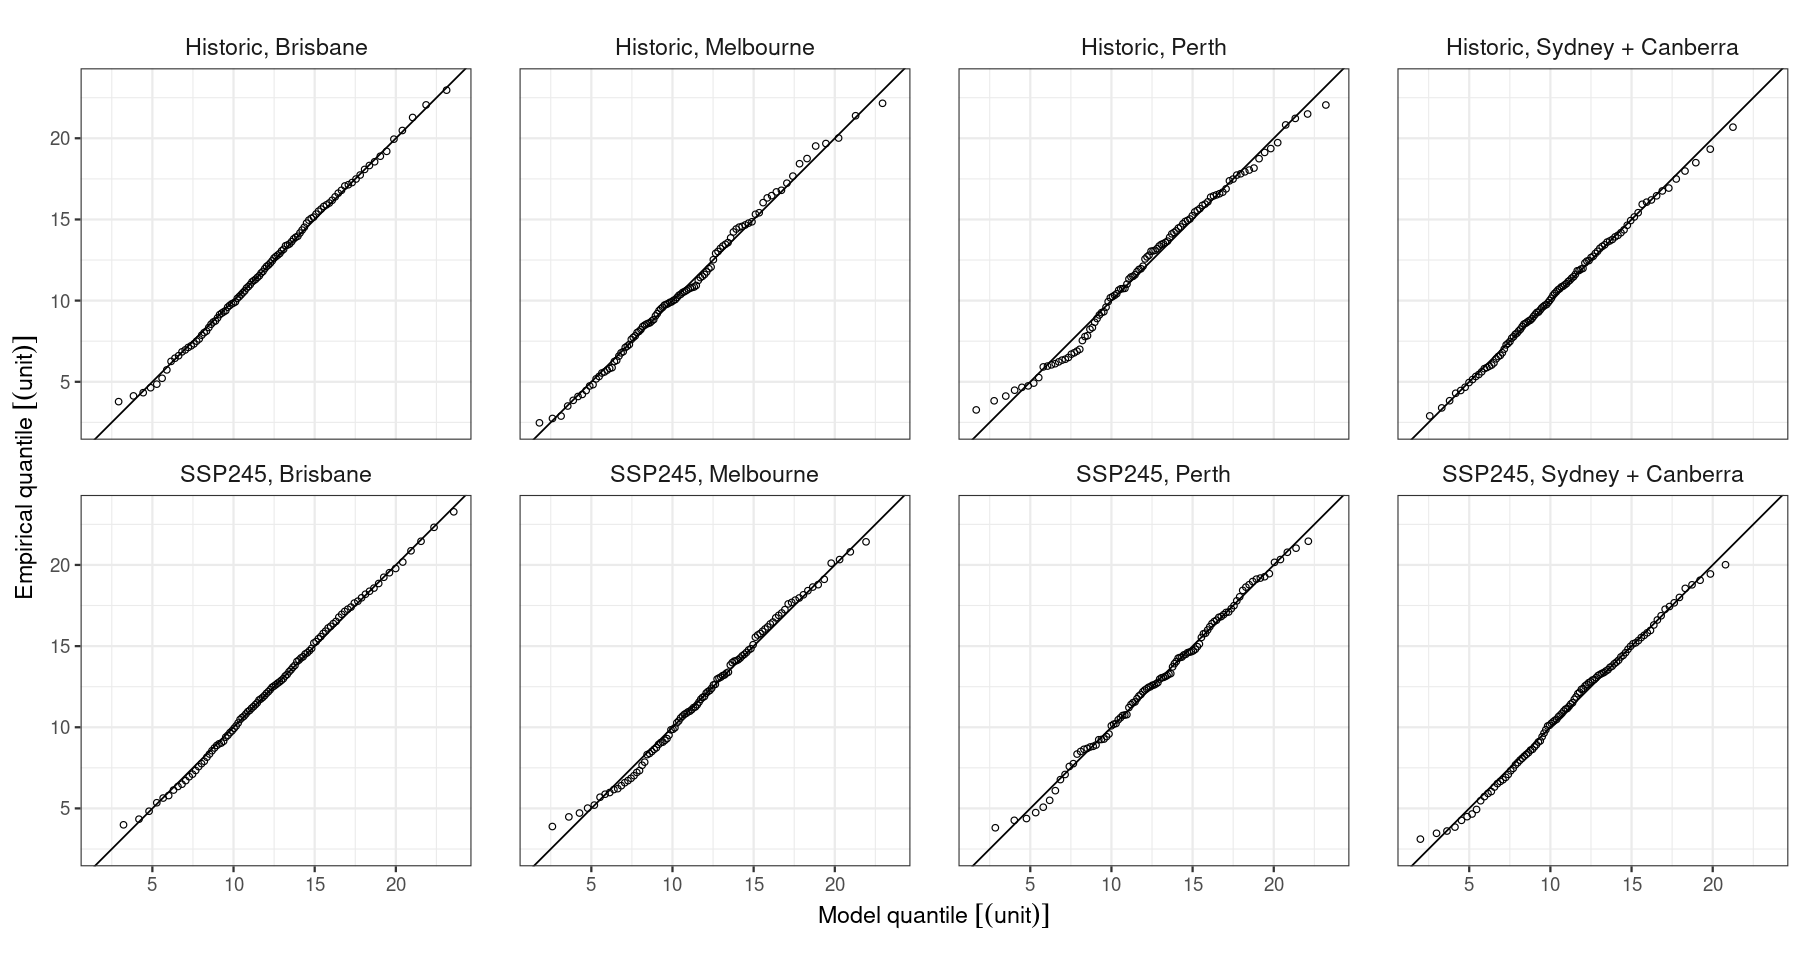 Historic, Brisbane
Historic, Melbourne
Historic, Perth
Historic, Sydney + Canberra
20
15
10
5
SSP245, Brisbane
SSP245, Melbourne
SSP245, Perth
SSP245, Sydney + Canberra
20
15
10
5
Empirical quantile [(unit)]
5 10 15 20
5 10 15 20
5 10 15 20
5 10 15 20
Model quantile [(unit)]